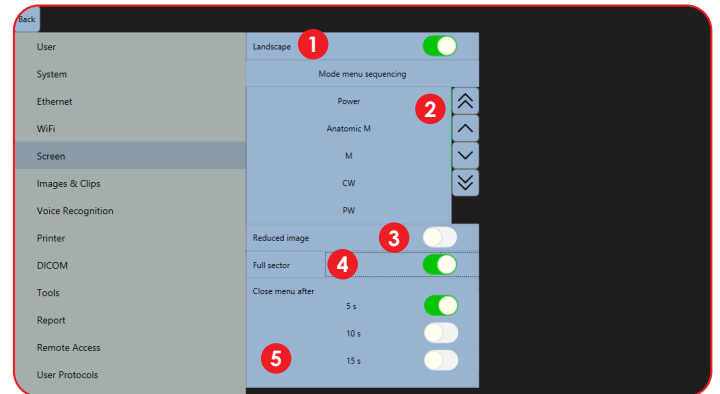 Back
User
System
Ethernet
WiFi
Screen
Images & Clips
Voice Recognition
Printer
DICOM
Tools
Report
Remote Access
User Protocols
Landscape 1
Mode menu sequencing
Power 2
Anatomic M
M
CW
PW
Reduced image 3
Full sector 4
Close menu after
5 s
10 s
5 15 s